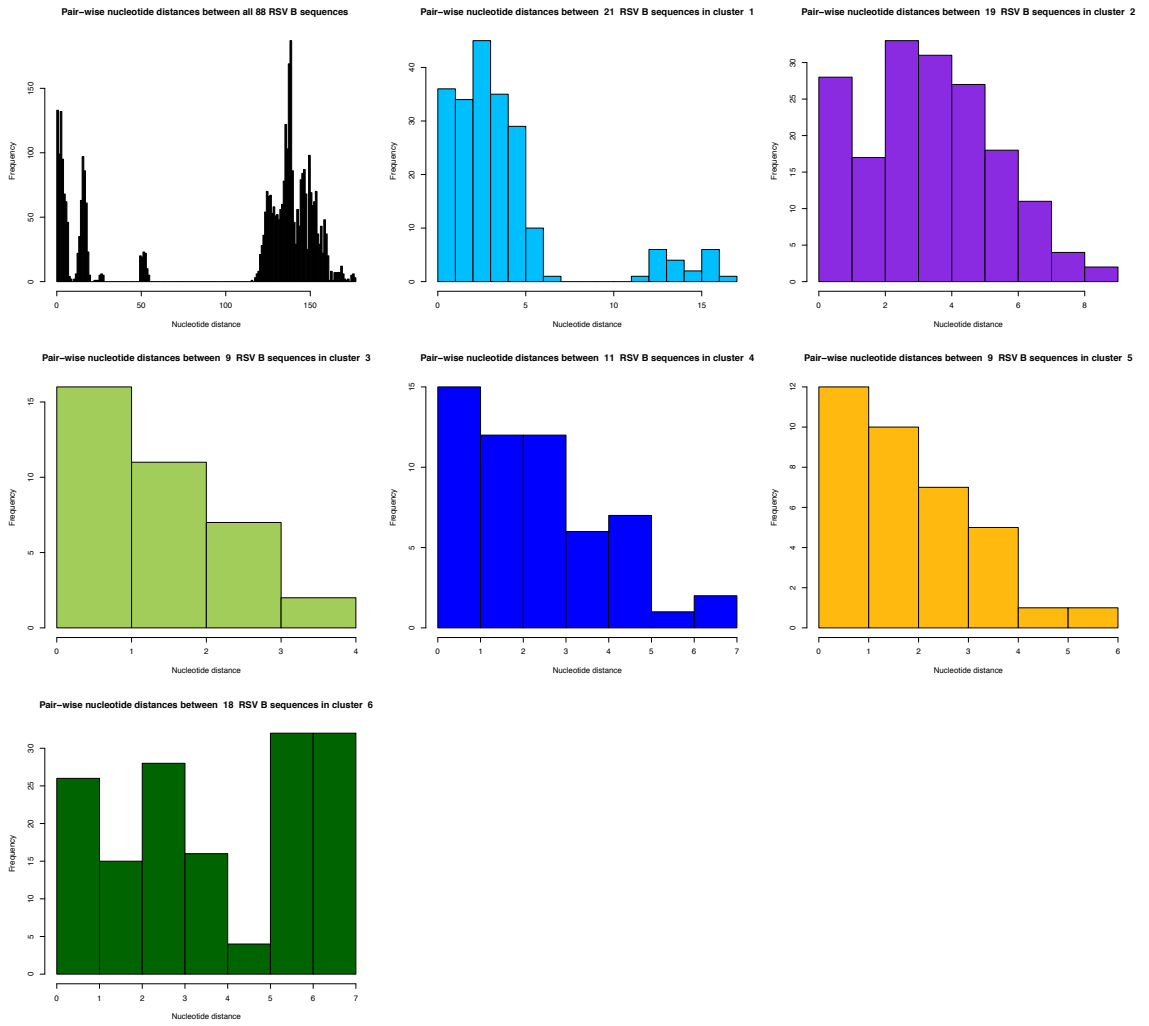 Pair-wise nucleotide distances between all 88 RSV B sequences
Frequency
0 50 100 150
0 50 100 150
Nucleotide distance
Pair-wise nucleotide distances between 21 RSV B sequences in cluster 1
Frequency
0 10 20 30 40
0 5 10 15
Nucleotide distance
Pair-wise nucleotide distances between 19 RSV B sequences in cluster 2
Frequency
0 5 10 15 20 25 30
0 2 4 6 8
Nucleotide distance
Pair-wise nucleotide distances between 9 RSV B sequences in cluster 3
Frequency
0 5 10 15
0 1 2 3 4
Nucleotide distance
Pair-wise nucleotide distances between 11 RSV B sequences in cluster 4
Frequency
0 5 10 15
0 1 2 3 4 5 6 7
Nucleotide distance
Pair-wise nucleotide distances between 9 RSV B sequences in cluster 5
Frequency
0 2 4 6 8 10 12
0 1 2 3 4 5 6
Nucleotide distance
Pair-wise nucleotide distances between 18 RSV B sequences in cluster 6
Frequency
0 5 10 15 20 25 30
0 1 2 3 4 5 6 7
Nucleotide distance